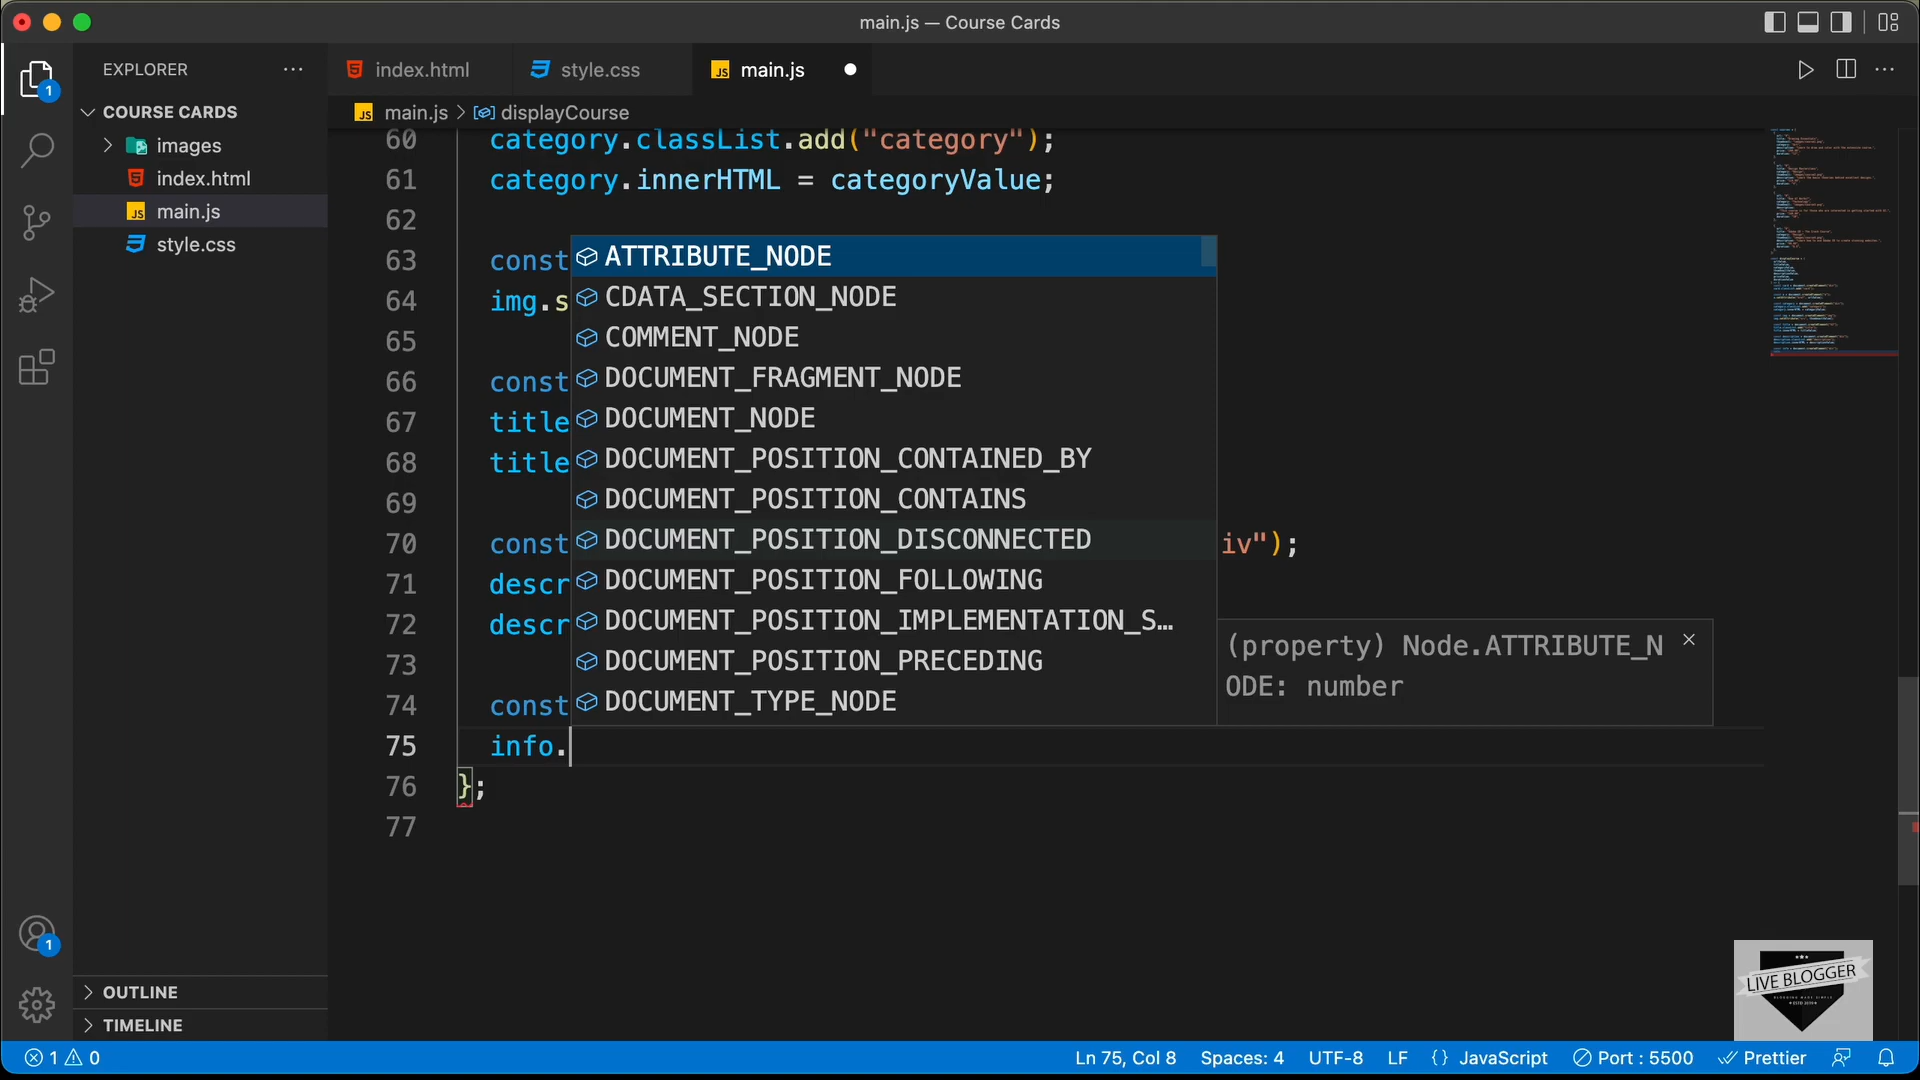 main.js — Course Cards
EXPLORER
index.html
style.css
main.js
COURSE CARDS
main.js > displayCourse
images
index.html
main.js
style.css
60 category.classList.add("category");
61 category.innerHTML = categoryValue;
62
63 const
64 img.s
65
66 const
67 title
68 title
69
70 const iv");
71 descr
72 descr
73
74 const
75 info.
76 };
77
ATTRIBUTE_NODE
CDATA_SECTION_NODE
COMMENT_NODE
DOCUMENT_FRAGMENT_NODE
DOCUMENT_NODE
DOCUMENT_POSITION_CONTAINED_BY
DOCUMENT_POSITION_CONTAINS
DOCUMENT_POSITION_DISCONNECTED
DOCUMENT_POSITION_FOLLOWING
DOCUMENT_POSITION_IMPLEMENTATION_S…
DOCUMENT_POSITION_PRECEDING
DOCUMENT_TYPE_NODE
(property) Node.ATTRIBUTE_N
ODE: number
1
1
OUTLINE
TIMELINE
LIVE BLOGGER
1 0
Ln 75, Col 8 Spaces: 4 UTF-8 LF {} JavaScript Port : 5500 Prettier